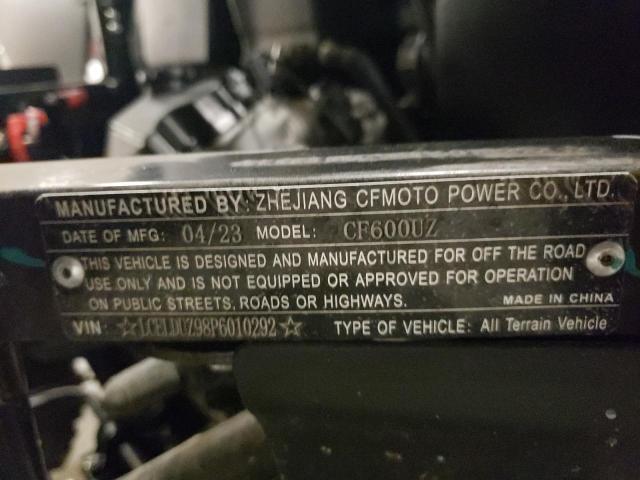 MANUFACTURED BY: ZHEJIANG CFMOTO POWER CO., LTD.
DATE OF MFG: 04/23 MODEL: CF600UZ
THIS VEHICLE IS DESIGNED AND MANUFACTURED FOR OFF THE ROAD
USE ONLY AND IS NOT EQUIPPED OR APPROVED FOR OPERATION
ON PUBLIC STREETS, ROADS OR HIGHWAYS. MADE IN CHINA
VIN: ☆LCELDUZ98P6010292☆ TYPE OF VEHICLE: All Terrain Vehicle